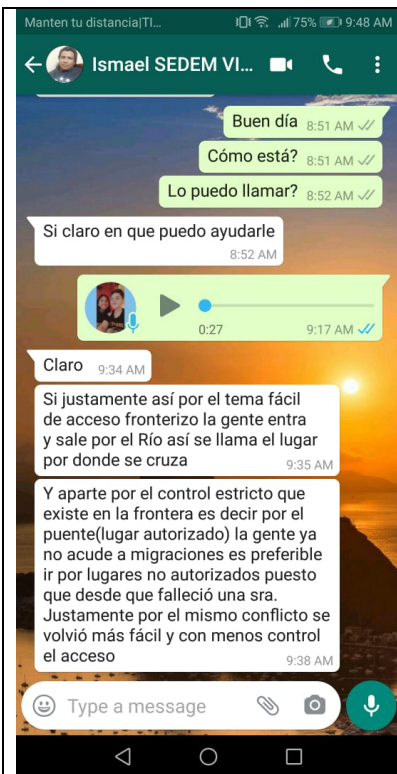 Manten tu distancia|TI... 75% 9:48 AM
Ismael SEDEM VI...
Buen día 8:51 AM
Cómo está? 8:51 AM
Lo puedo llamar? 8:52 AM
Si claro en que puedo ayudarle
8:52 AM
0:27 9:17 AM
Claro 9:34 AM
Si justamente así por el tema fácil
de acceso fronterizo la gente entra
y sale por el Río así se llama el lugar
por donde se cruza 9:35 AM
Y aparte por el control estricto que
existe en la frontera es decir por el
puente(lugar autorizado) la gente ya
no acude a migraciones es preferible
ir por lugares no autorizados puesto
que desde que falleció una sra.
Justamente por el mismo conflicto se
volvió más fácil y con menos control
el acceso 9:38 AM
Type a message